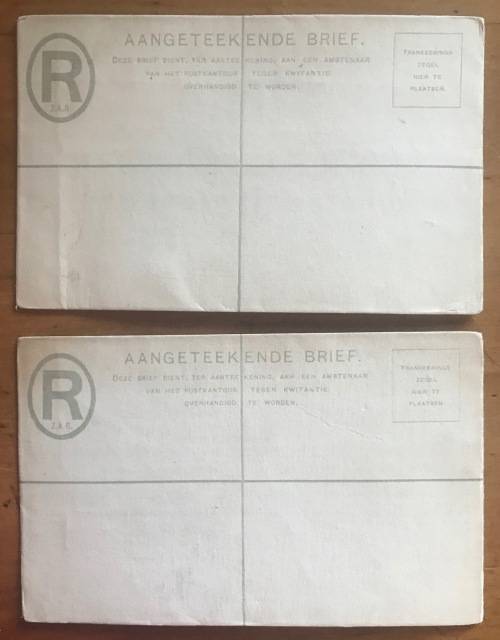 AANGETEEKENDE BRIEF.
DEZE BRIEF DIENT, TER AANTEEKENING, AAN EEN AMBTENAAR
VAN HET POSTKANTOOR TEGEN KWITANTIE
OVERHANDIGD TE WORDEN.
R
Z.A.R.
FRANKEERINGS
ZEGEL
HIER TE
PLAATSEN.
AANGETEEKENDE BRIEF.
DEZE BRIEF DIENT, TER AANTEEKENING, AAN EEN AMBTENAAR
VAN HET POSTKANTOOR TEGEN KWITANTIE
OVERHANDIGD TE WORDEN.
R
Z.A.R.
FRANKEERINGS
ZEGEL
HIER TE
PLAATSEN.